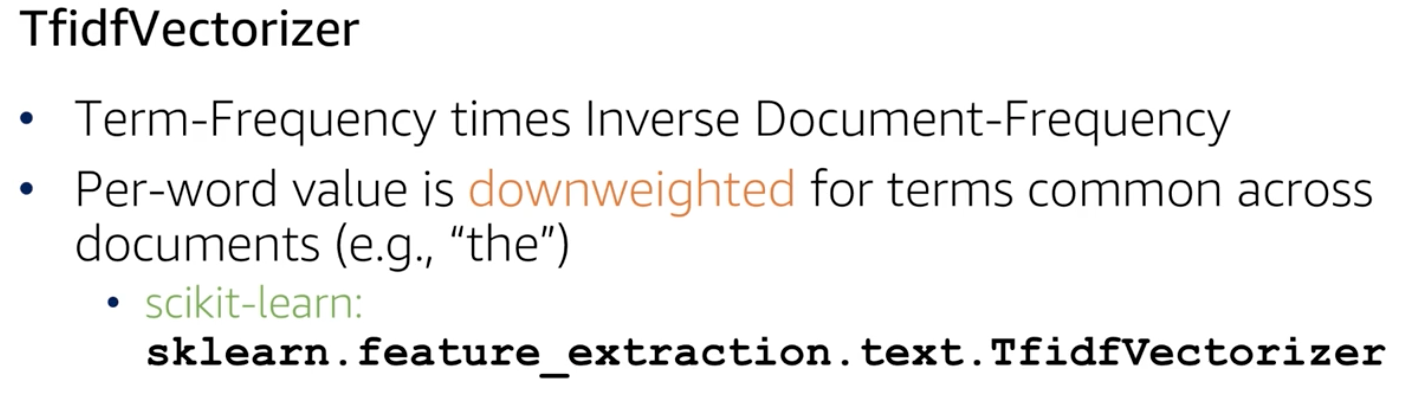 TfidfVectorizer
• Term-Frequency times Inverse Document-Frequency
• Per-word value is downweighted for terms common across
documents (e.g., “the”)
• scikit-learn:
sklearn.feature_extraction.text.TfidfVectorizer